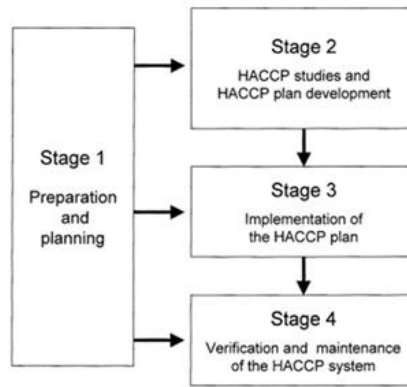 Stage 1
Preparation
and
planning
Stage 2
HACCP studies and
HACCP plan development
Stage 3
Implementation of
the HACCP plan
Stage 4
Verification and maintenance
of the HACCP system